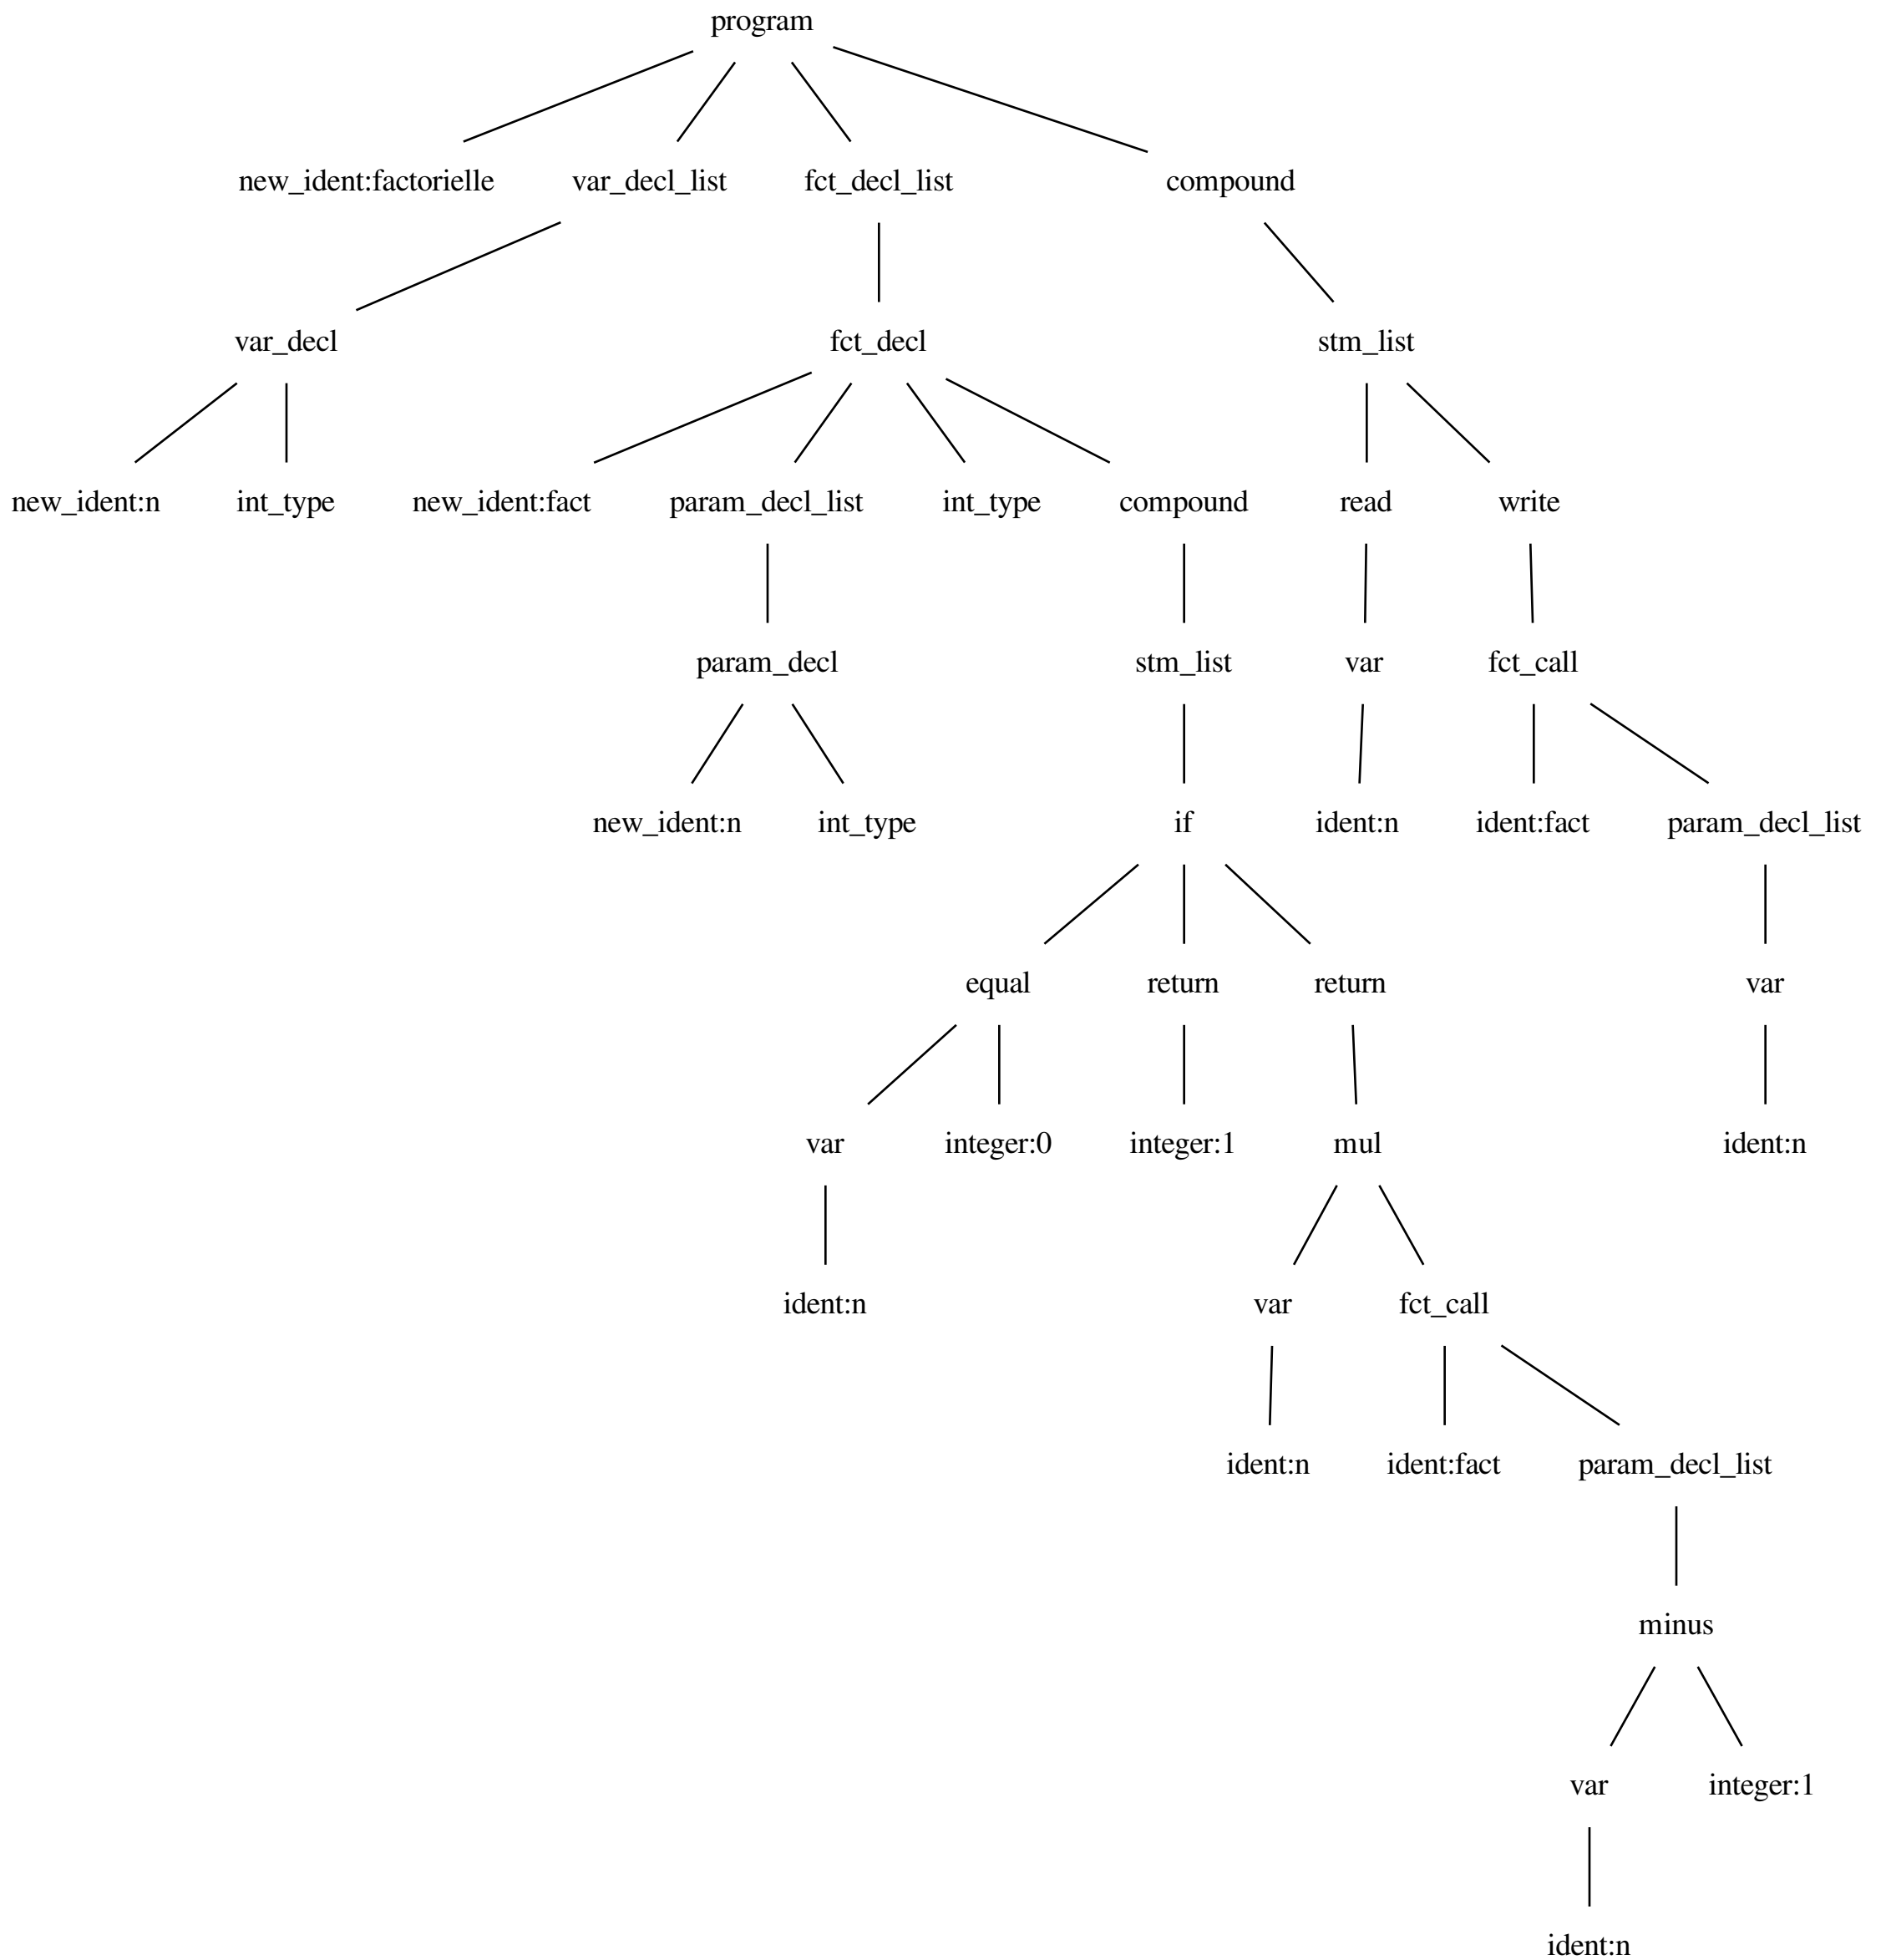 program
new_ident:factorielle var_decl_list fct_decl_list compound
var_decl fct_decl stm_list
new_ident:n int_type new_ident:fact param_decl_list int_type compound read write
param_decl stm_list var fct_call
new_ident:n int_type if ident:n ident:fact param_decl_list
equal return return var
var integer:0 integer:1 mul ident:n
ident:n var fct_call
ident:n ident:fact param_decl_list
minus
var integer:1
ident:n